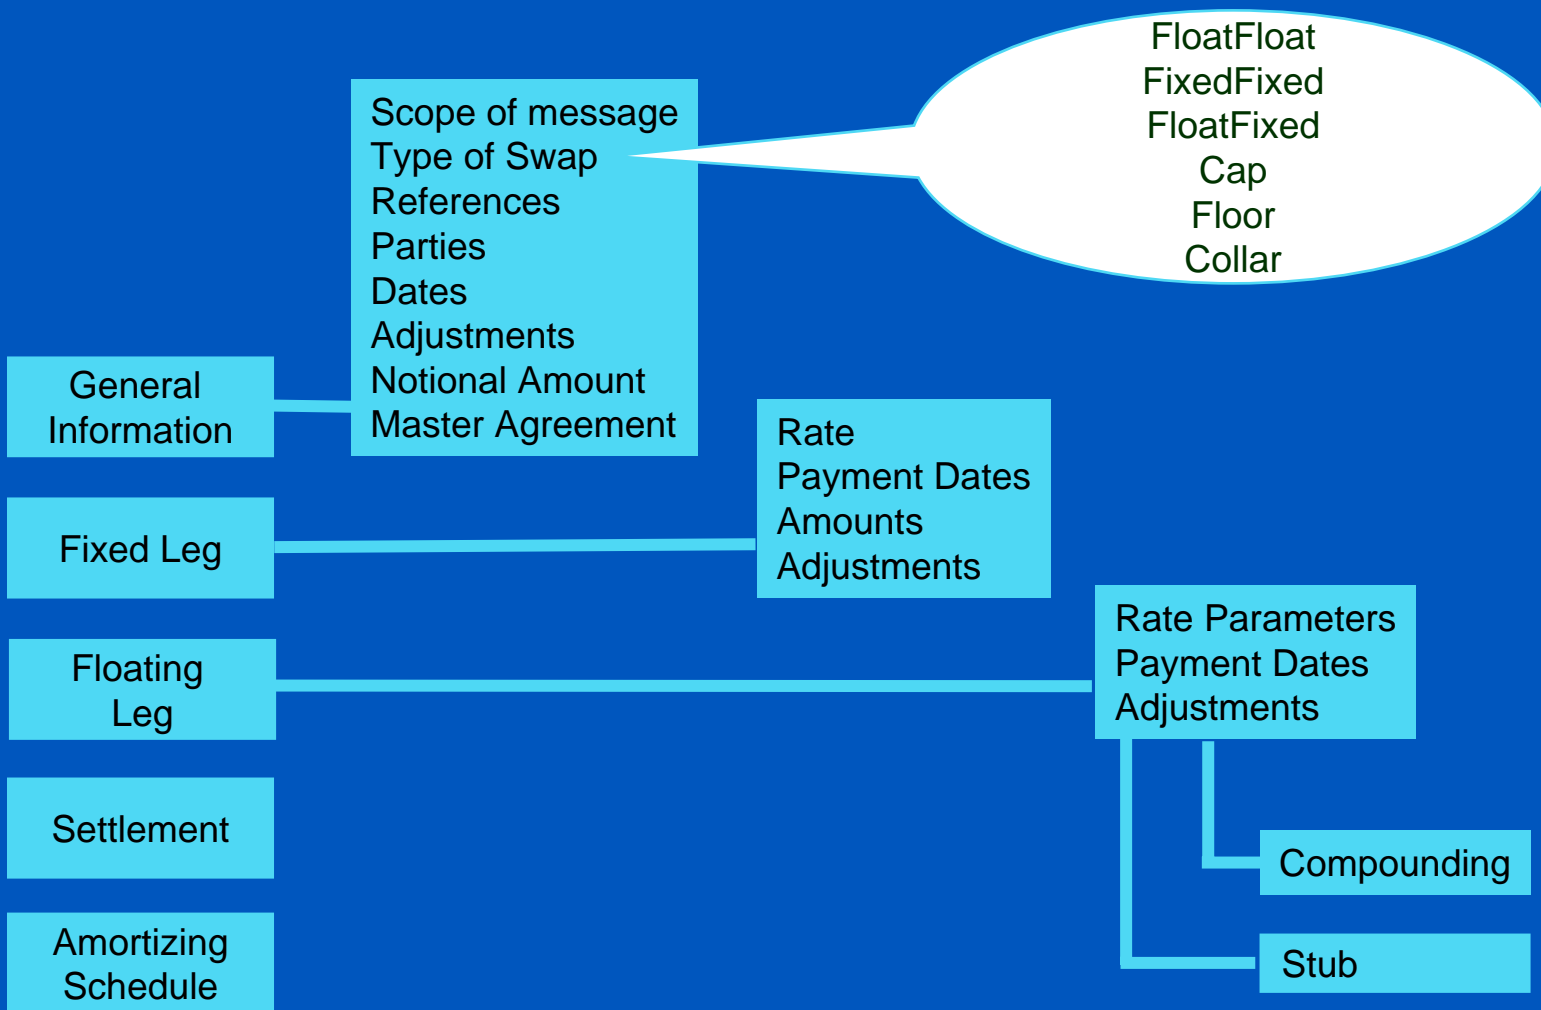 FloatFloat
FixedFixed
FloatFixed
Cap
Floor
Collar
Scope of message
Type of Swap
References
Parties
Dates
Adjustments
Notional Amount
Master Agreement
General
Information
Rate
Payment Dates
Amounts
Adjustments
Fixed Leg
Rate Parameters
Payment Dates
Adjustments
Floating
Leg
Settlement
Compounding
Amortizing
Schedule
Stub